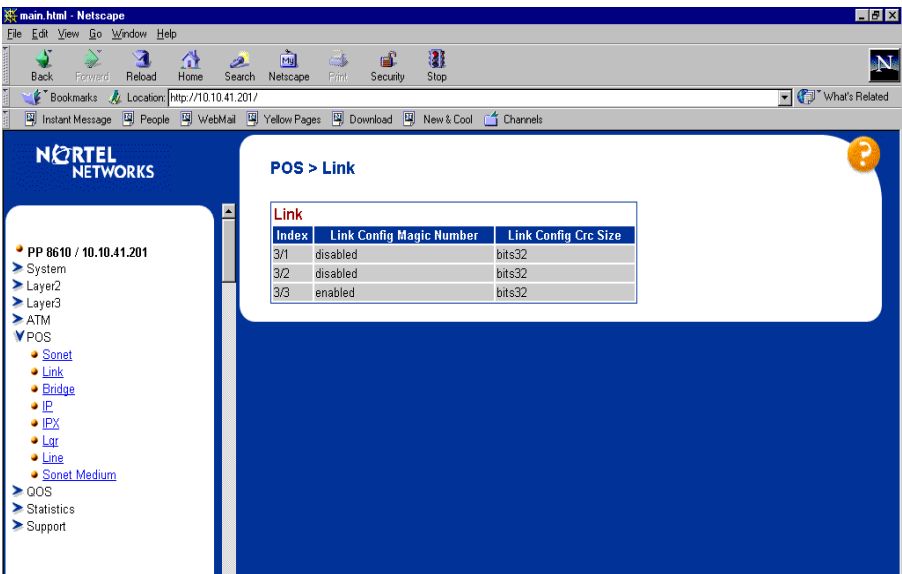 main.html - Netscape
File Edit View Go Window Help
Back Forward Reload Home Search Netscape Print Security Stop
My
N
Bookmarks Location: http://10.10.41.201/ What's Related
Instant Message People WebMail Yellow Pages Download New & Cool Channels
NORTEL
NETWORKS
POS > Link
?
Link
Index Link Config Magic Number Link Config Crc Size
3/1 disabled bits32
3/2 disabled bits32
3/3 enabled bits32
PP 8610 / 10.10.41.201
System
Layer2
Layer3
ATM
POS
Sonet
Link
Bridge
IP
IPX
Lqr
Line
Sonet Medium
QOS
Statistics
Support